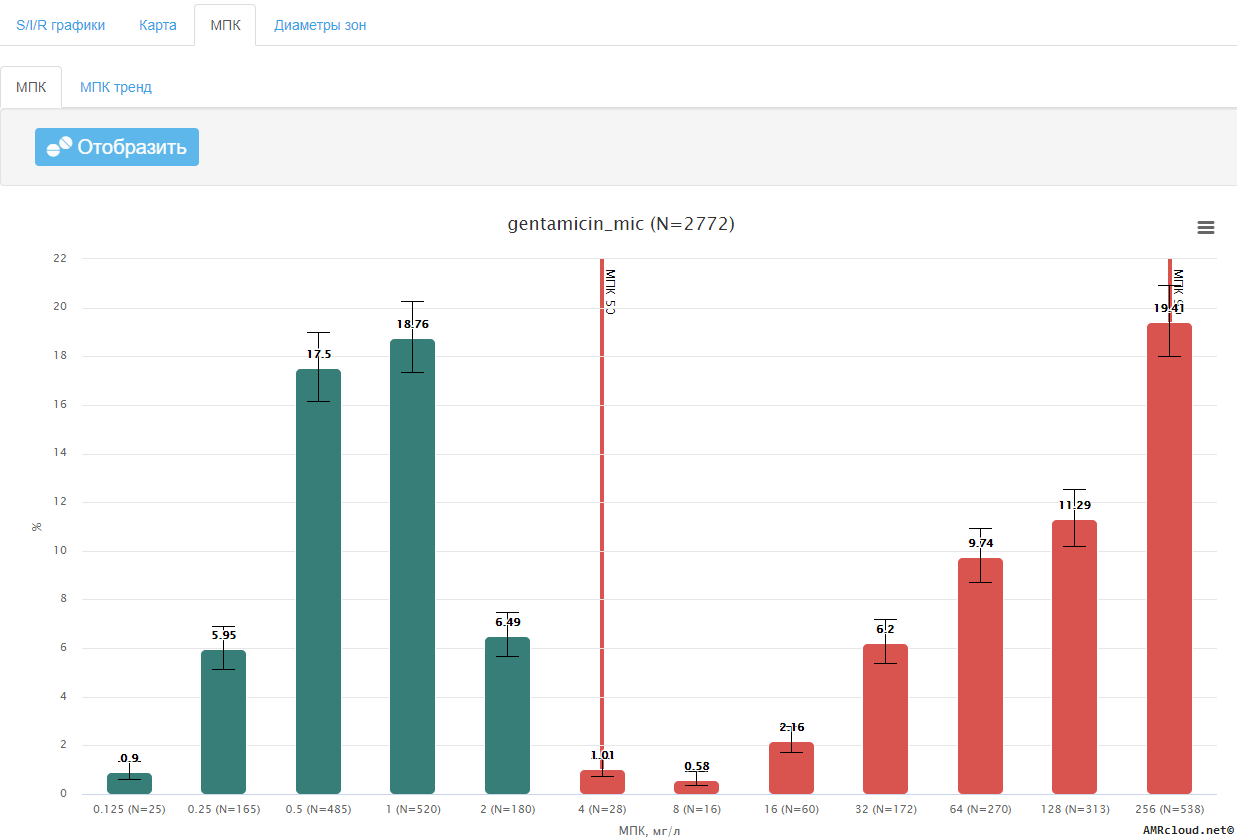 S/I/R графики Карта МПК Диаметры зон
МПК МПК тренд
Отобразить
gentamicin_mic (N=2772)
22
20
18
16
14
12
10
8
6
4
2
0
%
МПК 50
МПК 90
0.9
5.95
17.5
18.76
6.49
1.01
0.58
2.16
6.2
9.74
11.29
19.41
0.125 (N=25) 0.25 (N=165) 0.5 (N=485) 1 (N=520) 2 (N=180) 4 (N=28) 8 (N=16) 16 (N=60) 32 (N=172) 64 (N=270) 128 (N=313) 256 (N=538)
МПК, мг/л
AMRcloud.net©